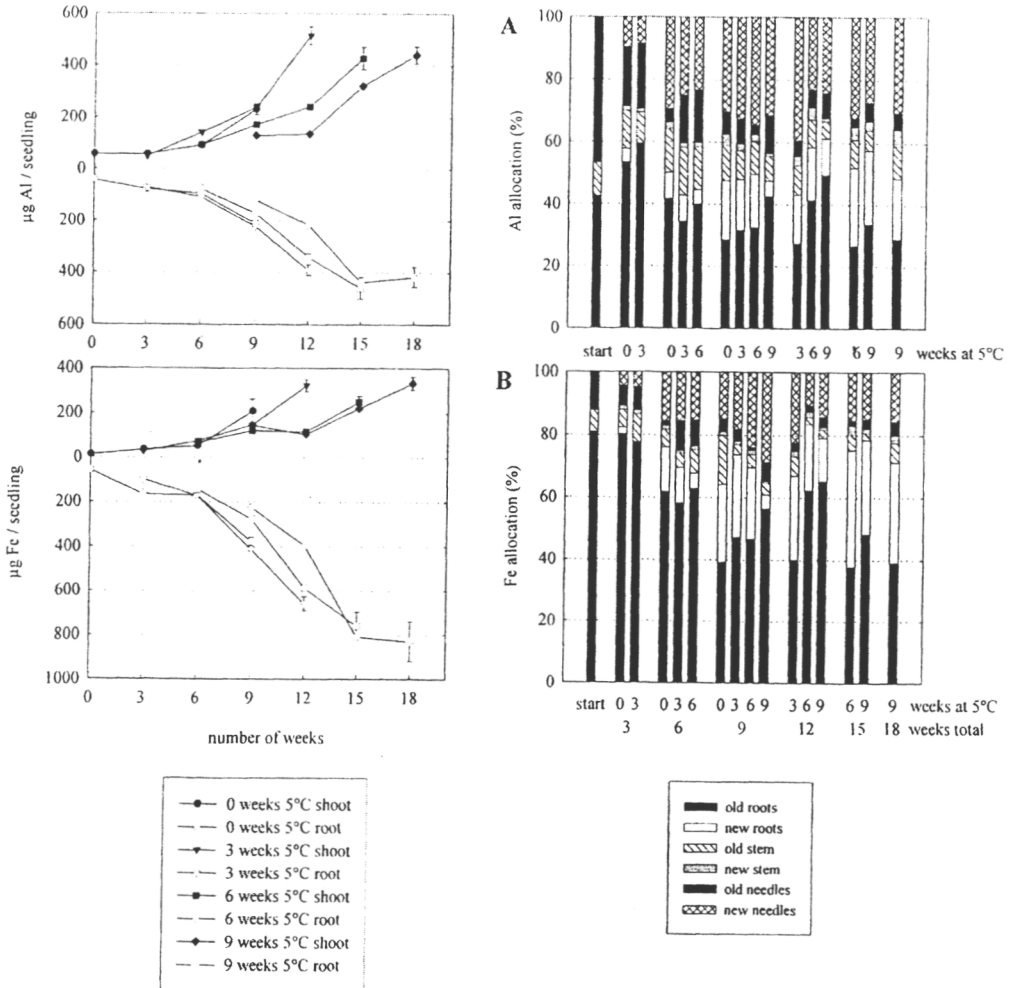 600
400
200
0
200
400
600
µg Al / seedling
0 3 6 9 12 15 18
400
200
0
200
400
600
800
1000
µg Fe / seedling
0 3 6 9 12 15 18
number of weeks
0 weeks 5°C shoot
0 weeks 5°C root
3 weeks 5°C shoot
3 weeks 5°C root
6 weeks 5°C shoot
6 weeks 5°C root
9 weeks 5°C shoot
9 weeks 5°C root
A
100
80
60
40
20
0
Al allocation (%)
start 0 3 0 3 6 0 3 6 9 3 6 9 6 9 9 weeks at 5°C
B
100
80
60
40
20
0
Fe allocation (%)
start 0 3 0 3 6 0 3 6 9 3 6 9 6 9 9 weeks at 5°C
3 6 9 12 15 18 weeks total
old roots
new roots
old stem
new stem
old needles
new needles